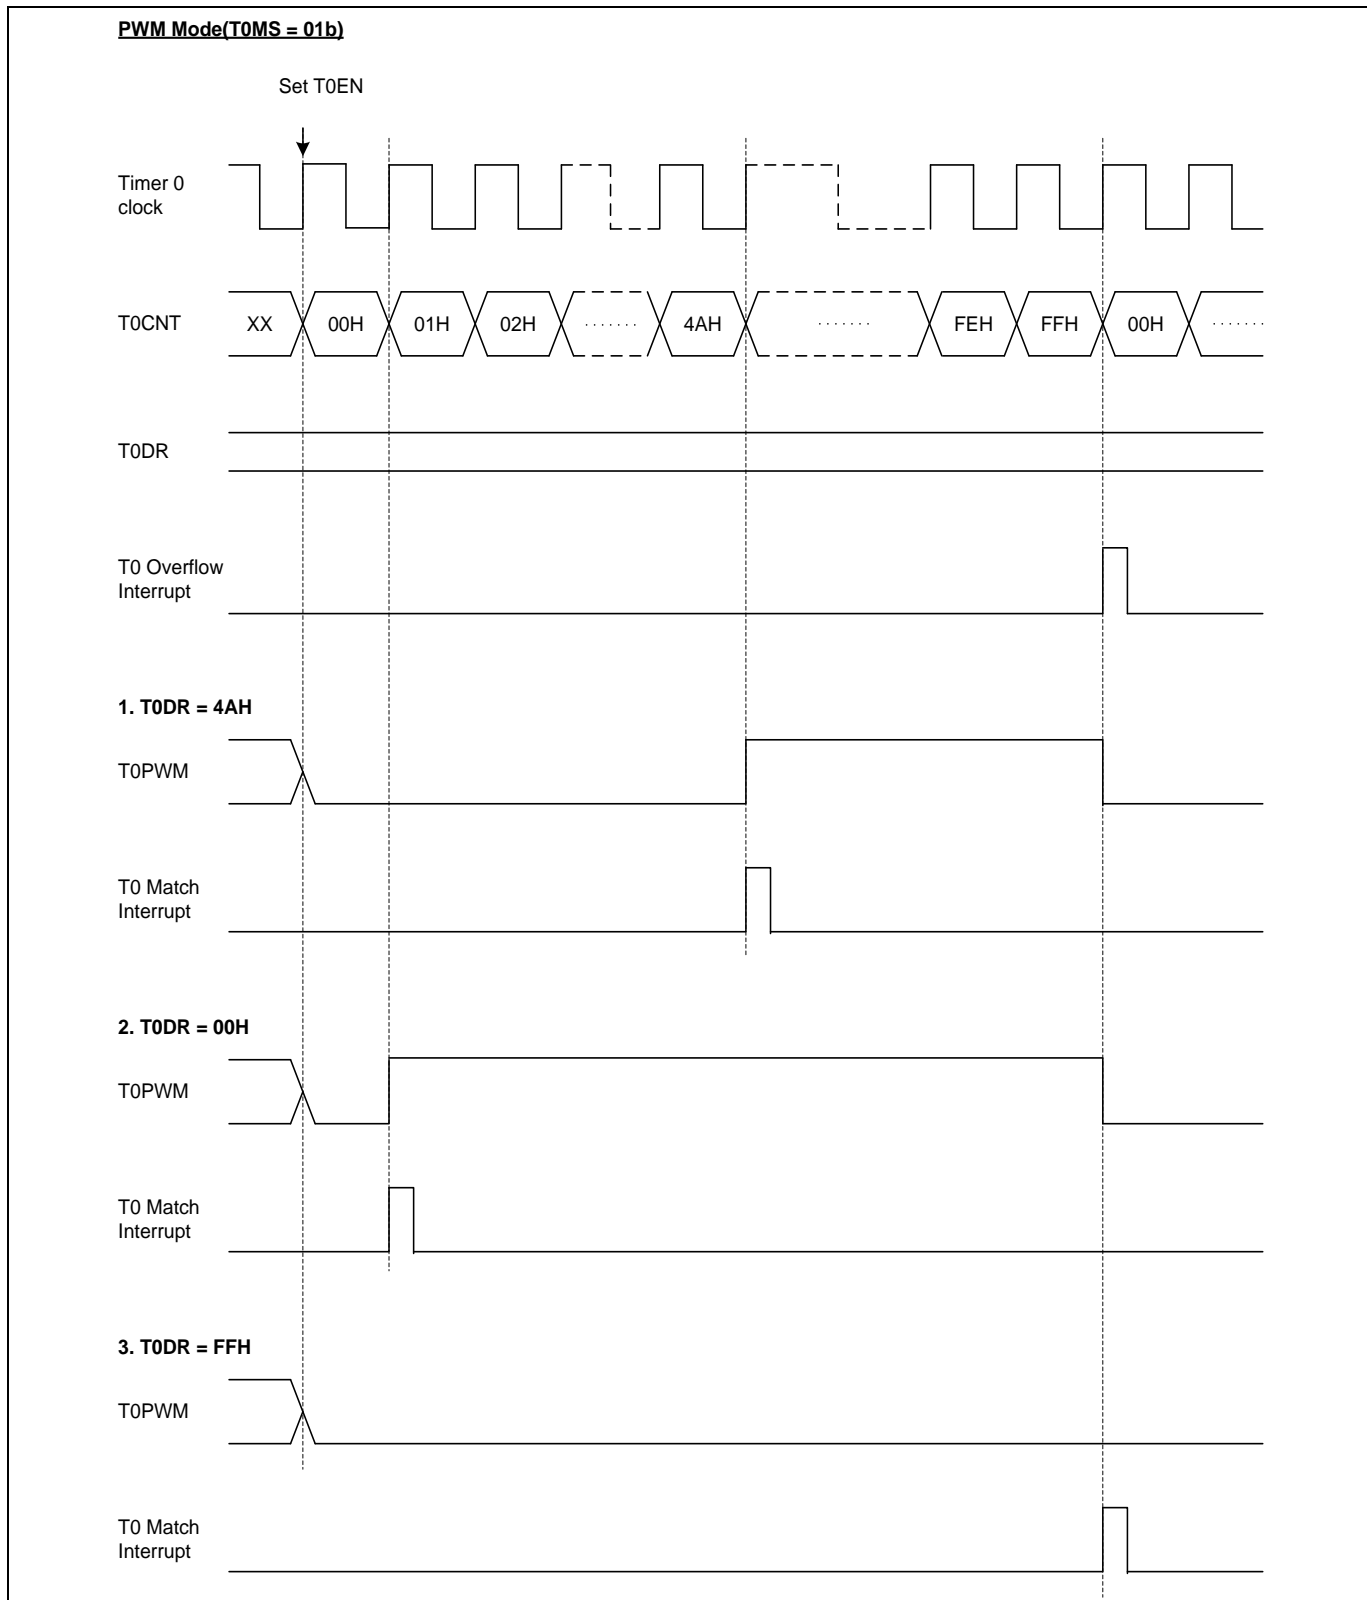 PWM Mode(T0MS = 01b)
Set T0EN
Timer 0
clock
T0CNT XX 00H 01H 02H ······· 4AH ······· FEH FFH 00H ······
T0DR
T0 Overflow
Interrupt
1. T0DR = 4AH
T0PWM
T0 Match
Interrupt
2. T0DR = 00H
T0PWM
T0 Match
Interrupt
3. T0DR = FFH
T0PWM
T0 Match
Interrupt